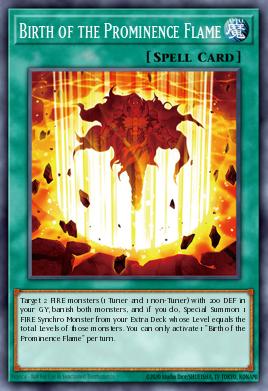 BIRTH OF THE PROMINENCE FLAME 魔
[SPELL CARD]
Target 2 FIRE monsters (1 Tuner and 1 non-Tuner) with 200 DEF in
your GY; banish both monsters, and if you do, Special Summon 1
FIRE Synchro Monster from your Extra Deck whose Level equals the
total Levels of those monsters. You can only activate 1 "Birth of the
Prominence Flame" per turn.